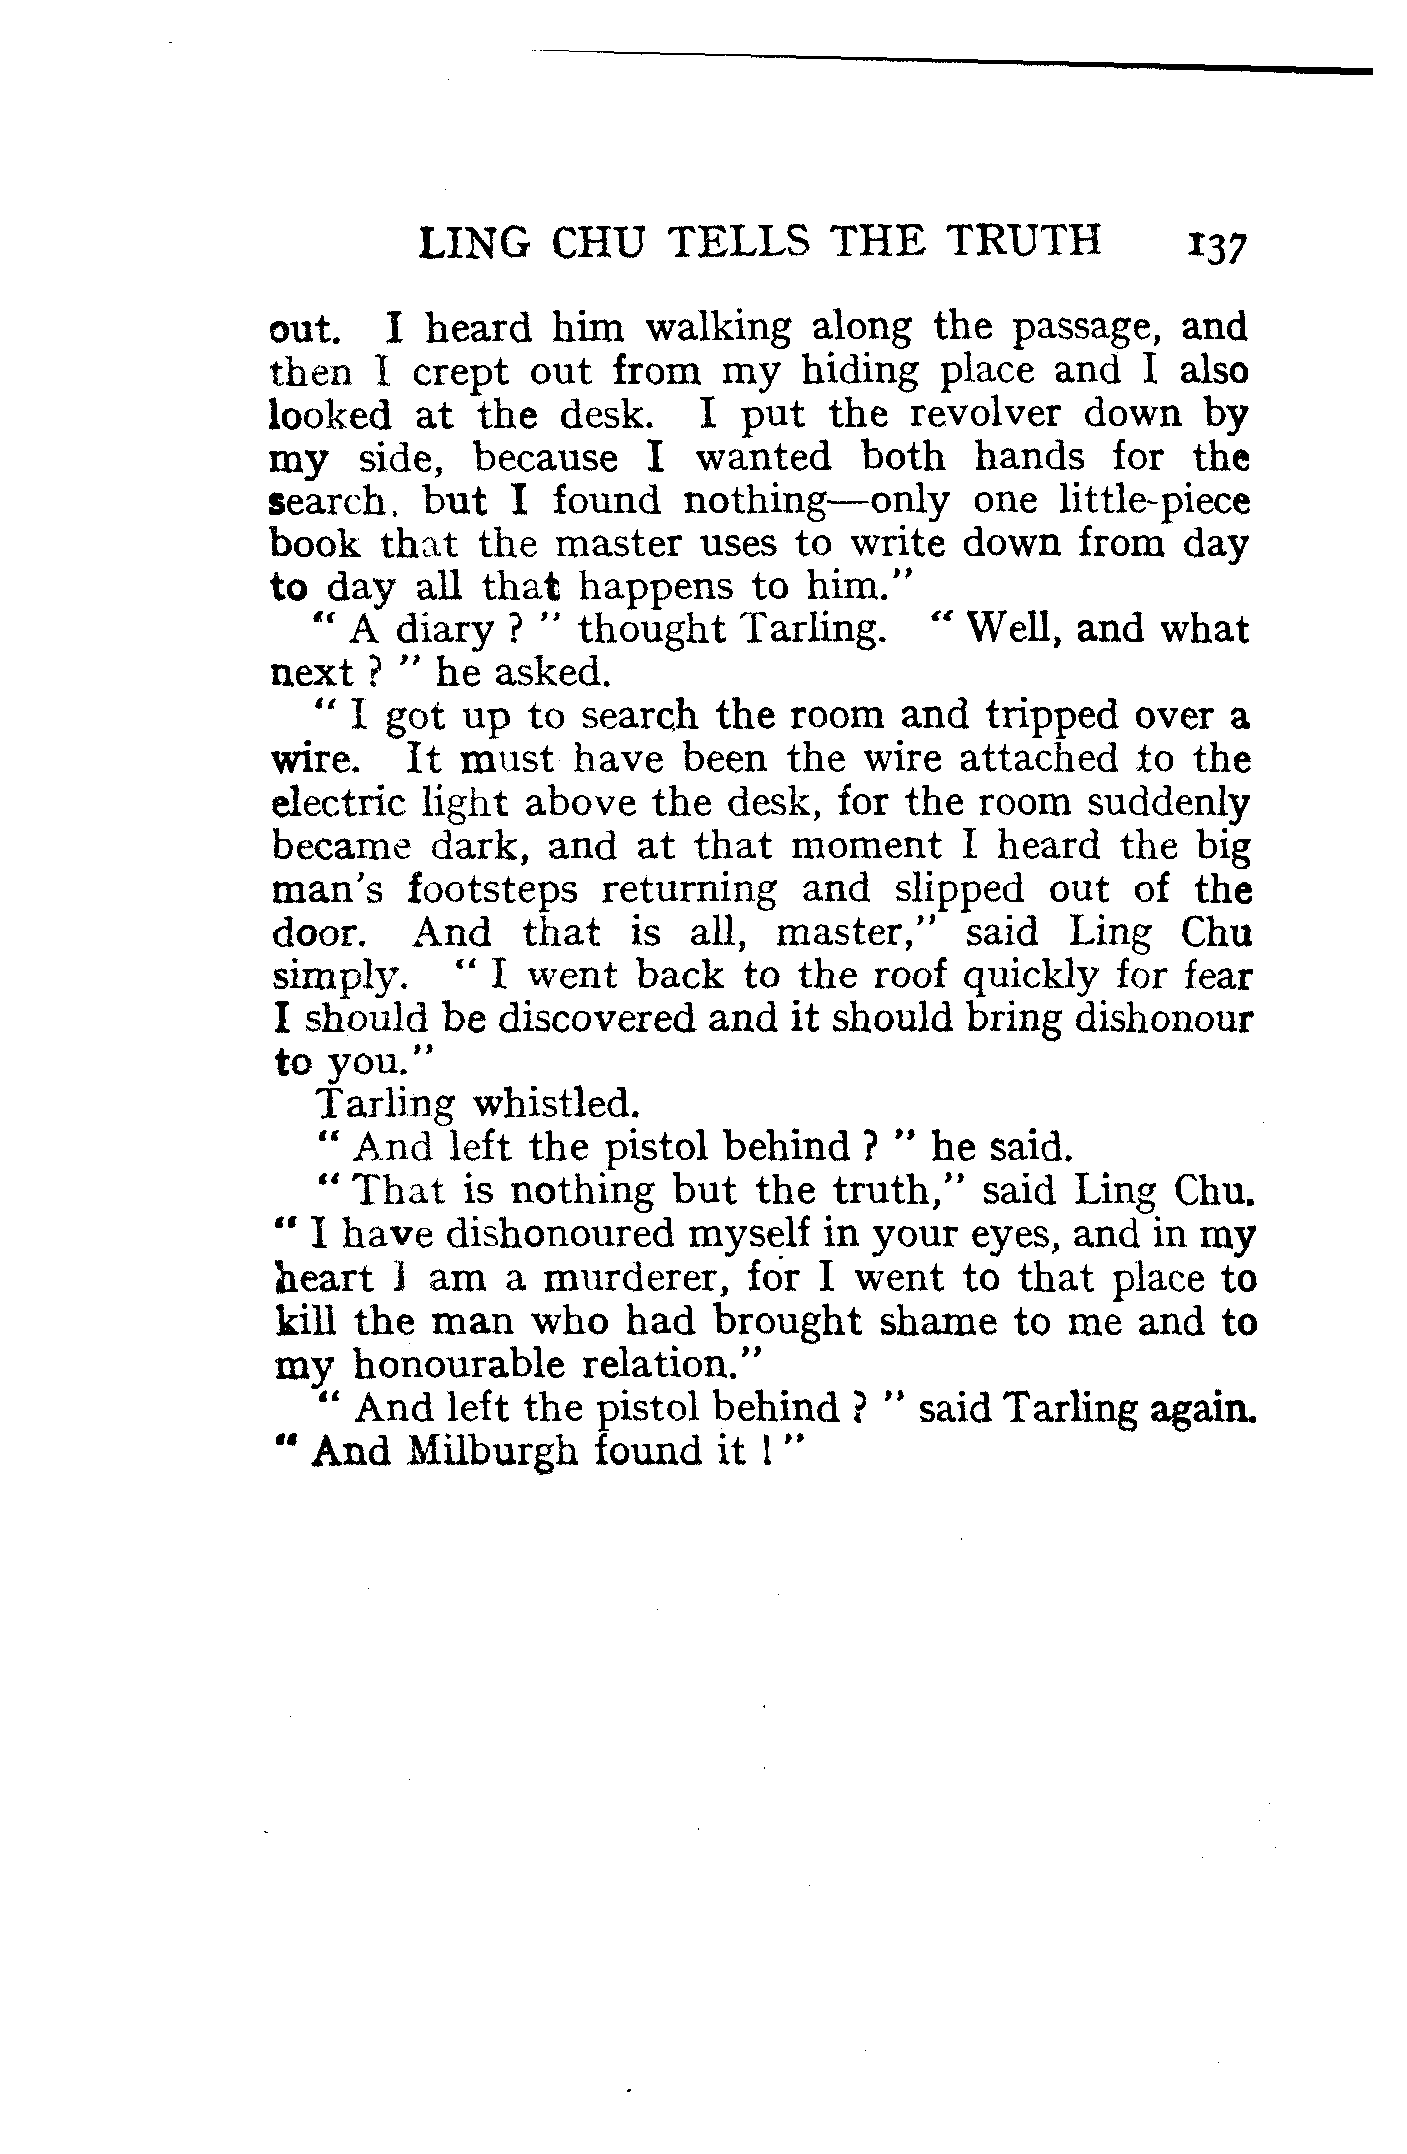 LING CHU TELLS THE TRUTH 137
out. I heard him walking along the passage, and
then I crept out from my hiding place and I also
looked at the desk. I put the revolver down by
my side, because I wanted both hands for the
search, but I found nothing—only one little-piece
book that the master uses to write down from day
to day all that happens to him."
" A diary ? " thought Tarling. " Well, and what
next ? " he asked.
" I got up to search the room and tripped over a
wire. It must have been the wire attached to the
electric light above the desk, for the room suddenly
became dark, and at that moment I heard the big
man's footsteps returning and slipped out of the
door. And that is all, master," said Ling Chu
simply. " I went back to the roof quickly for fear
I should be discovered and it should bring dishonour
to you."
Tarling whistled.
" And left the pistol behind ? " he said.
" That is nothing but the truth," said Ling Chu.
" I have dishonoured myself in your eyes, and in my
heart I am a murderer, for I went to that place to
kill the man who had brought shame to me and to
my honourable relation."
" And left the pistol behind ? " said Tarling again.
" And Milburgh found it ! "